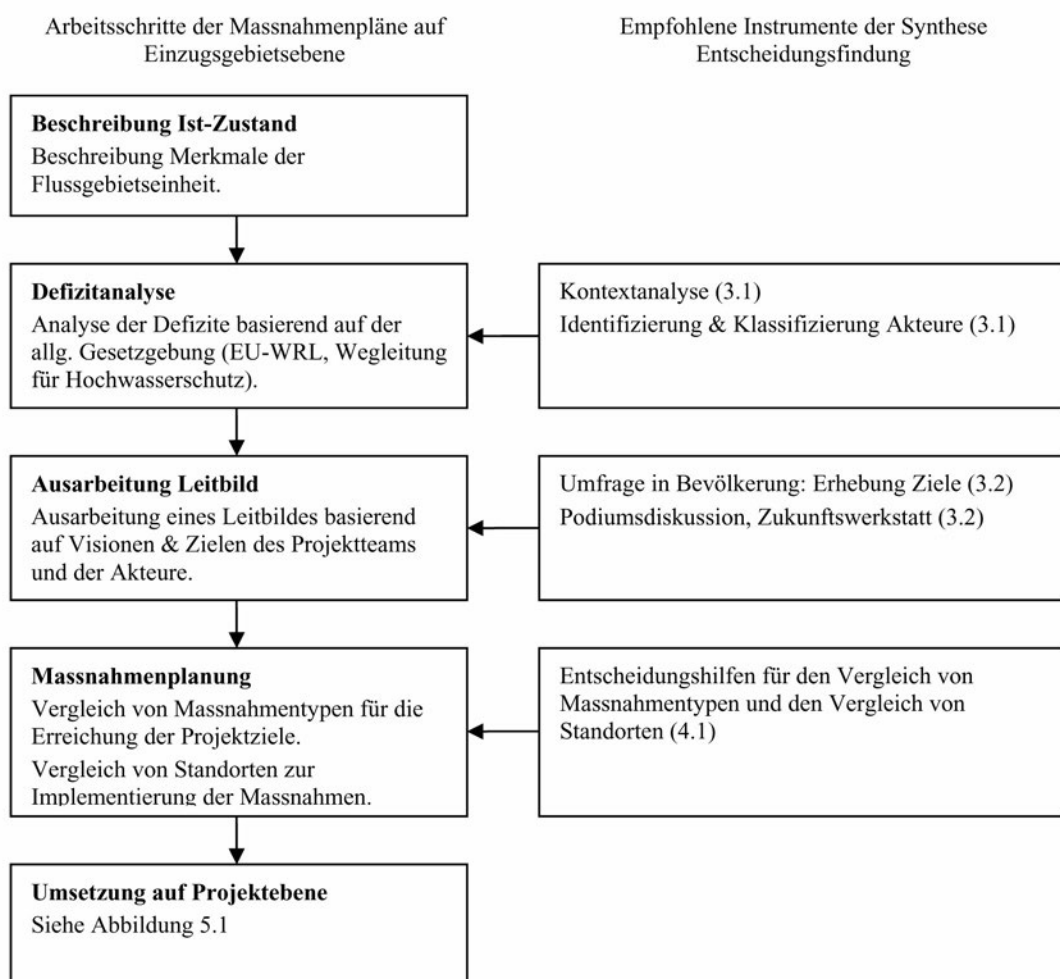 Arbeitsschritte der Massnahmenpläne auf
Einzugsgebietsebene
Empfohlene Instrumente der Synthese
Entscheidungsfindung
Beschreibung Ist-Zustand
Beschreibung Merkmale der
Flussgebietseinheit.
Defizitanalyse
Analyse der Defizite basierend auf der
allg. Gesetzgebung (EU-WRL, Wegleitung
für Hochwasserschutz).
Kontextanalyse (3.1)
Identifizierung & Klassifizierung Akteure (3.1)
Ausarbeitung Leitbild
Ausarbeitung eines Leitbildes basierend
auf Visionen & Zielen des Projektteams
und der Akteure.
Umfrage in Bevölkerung: Erhebung Ziele (3.2)
Podiumsdiskussion, Zukunftswerkstatt (3.2)
Massnahmenplanung
Vergleich von Massnahmentypen für die
Erreichung der Projektziele.
Vergleich von Standorten zur
Implementierung der Massnahmen.
Entscheidungshilfen für den Vergleich von
Massnahmentypen und den Vergleich von
Standorten (4.1)
Umsetzung auf Projektebene
Siehe Abbildung 5.1